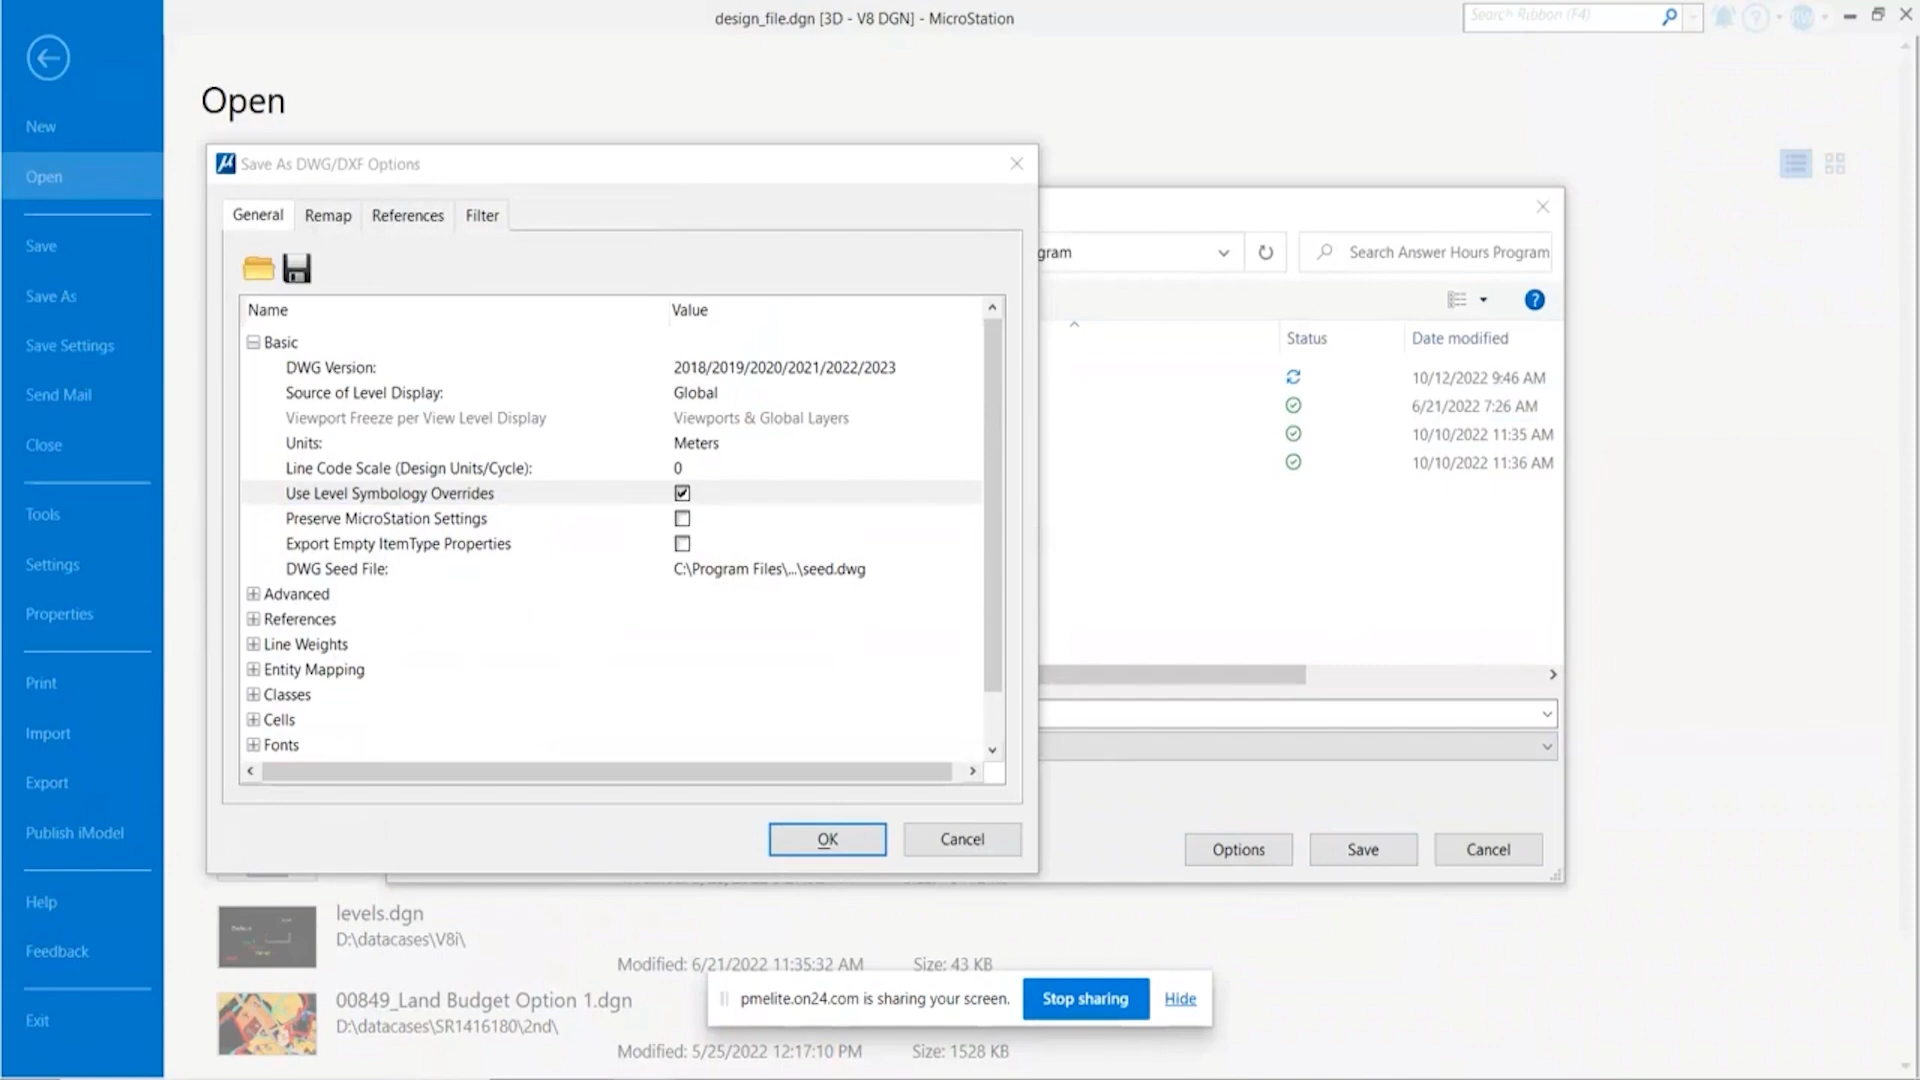 design_file.dgn [3D - V8 DGN] - MicroStation
Search Ribbon (F4)
?
RW
Open
New
Open
Save
Save As
Save Settings
Send Mail
Close
Tools
Settings
Properties
Print
Import
Export
Publish iModel
Help
Feedback
Exit
Save As DWG/DXF Options
General
Remap
References
Filter
Name
Value
Basic
DWG Version:
2018/2019/2020/2021/2022/2023
Source of Level Display:
Global
Viewport Freeze per View Level Display
Viewports & Global Layers
Units:
Meters
Line Code Scale (Design Units/Cycle):
0
Use Level Symbology Overrides
Preserve MicroStation Settings
Export Empty ItemType Properties
DWG Seed File:
C:\Program Files\...\seed.dwg
Advanced
References
Line Weights
Entity Mapping
Classes
Cells
Fonts
OK
Cancel
gram
Search Answer Hours Program
?
Status
Date modified
10/12/2022 9:46 AM
6/21/2022 7:26 AM
10/10/2022 11:35 AM
10/10/2022 11:36 AM
Options
Save
Cancel
levels.dgn
D:\datacases\V8i\
Modified: 6/21/2022 11:35:32 AM
Size: 43 KB
00849_Land Budget Option 1.dgn
D:\datacases\SR1416180\2nd\
Modified: 5/25/2022 12:17:10 PM
Size: 1528 KB
pmelite.on24.com is sharing your screen.
Stop sharing
Hide